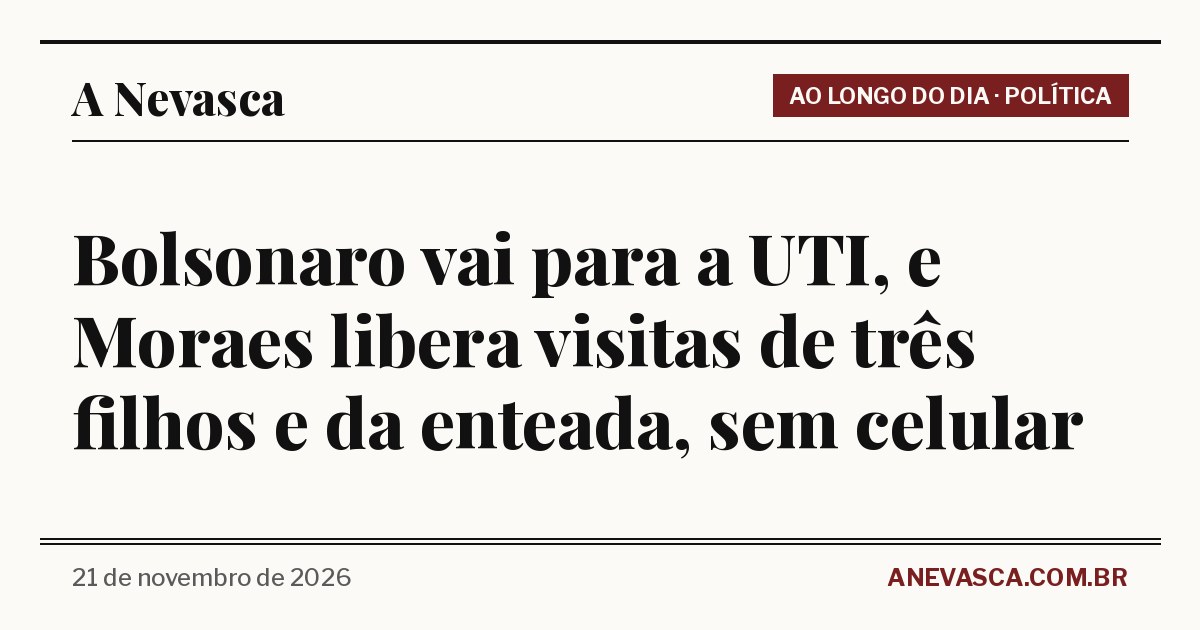 A Nevasca
AO LONGO DO DIA · POLÍTICA
Bolsonaro vai para a UTI, e
Moraes libera visitas de três
filhos e da enteada, sem celular
21 de novembro de 2026
ANEVASCA.COM.BR